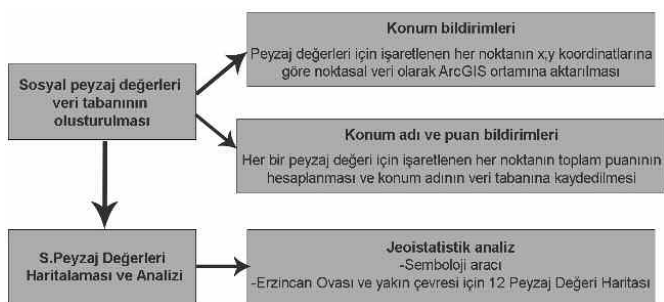 Konum bildirimleri
Peyzaj değerleri için işaretlenen her noktanın x;y koordinatlarına
göre noktasal veri olarak ArcGIS ortamına aktarılması
Sosyal peyzaj değerleri
veri tabanının
olusturulması
Konum adı ve puan bildirimleri
Her bir peyzaj değeri için işaretlenen her noktanın toplam puanının
hesaplanması ve konum adının veri tabanına kaydedilmesi
S.Peyzaj Değerleri
Haritalaması ve Analizi
Jeoistatistik analiz
-Semboloji aracı
-Erzincan Ovası ve yakın çevresi için 12 Peyzaj Değeri Haritası